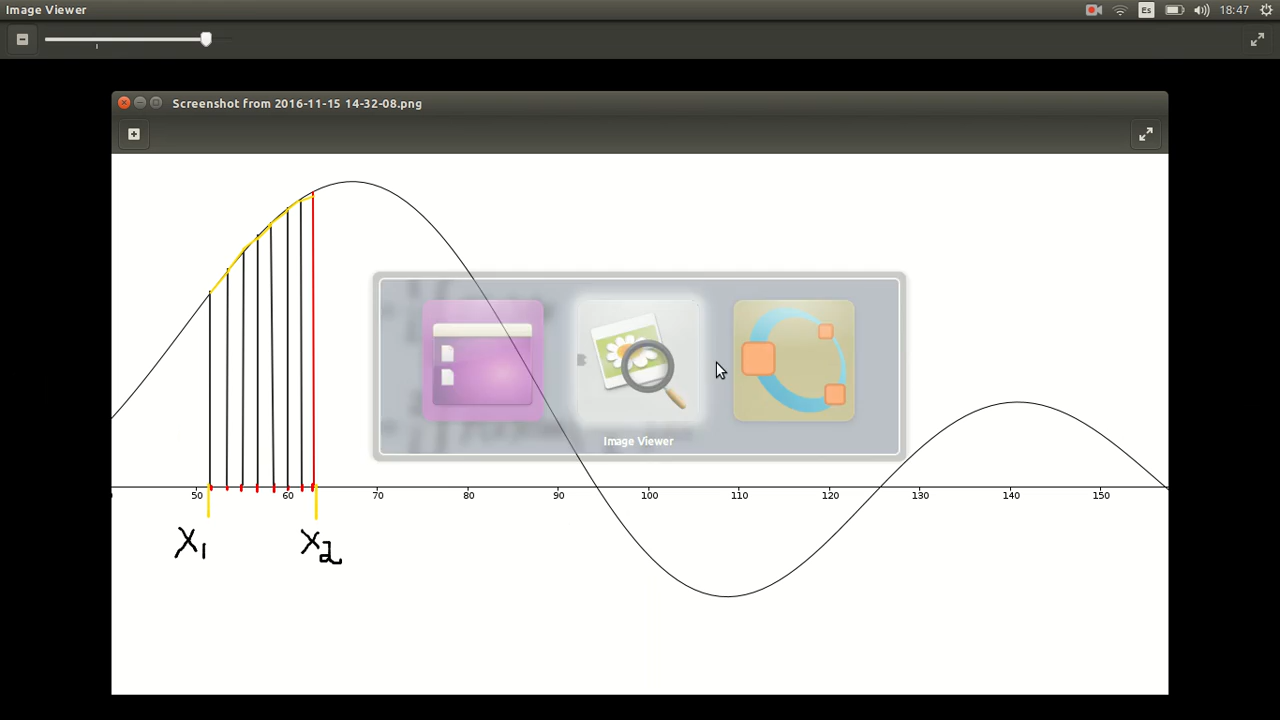 Image Viewer
Es
18:47
Screenshot from 2016-11-15 14-32-08.png
Image Viewer
50 60 70 80 90 100 110 120 130 140 150
X1 X2